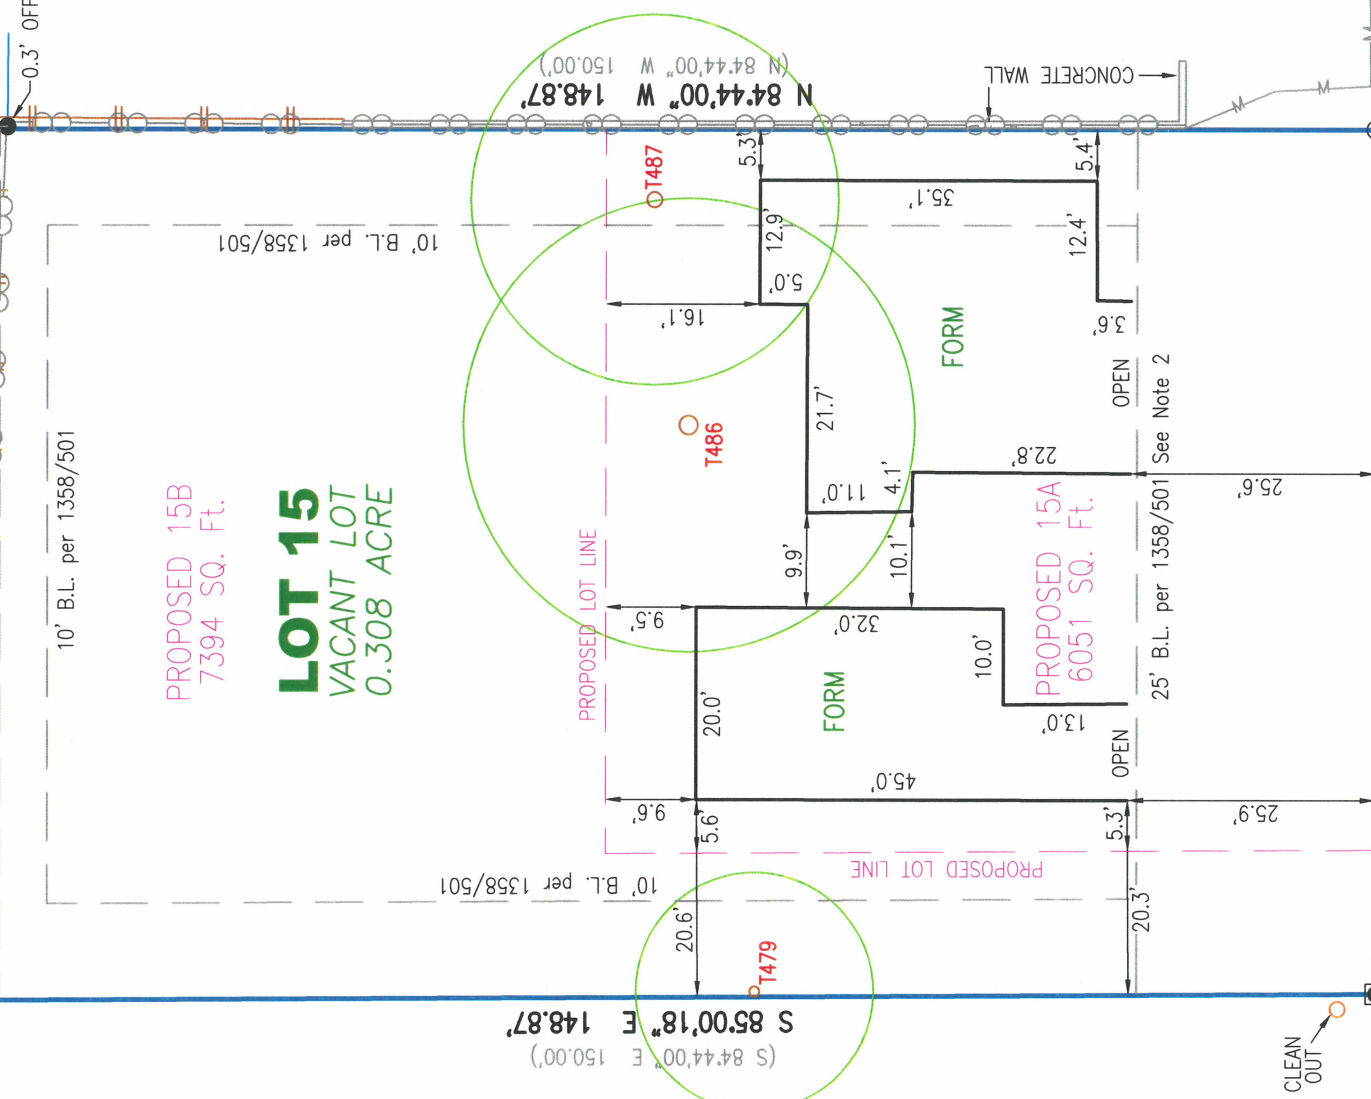 0.3' OFF
(N 84°44'00" W 150.00')
N 84°44'00" W 148.87'
CONCRETE WALL
M
M
M
5.3'
5.4'
T487
35.1'
10' B.L. per 1358/501
12.9'
12.4'
5.0'
16.1'
3.6'
FORM
OPEN
See Note 2
10' B.L. per 1358/501
21.7'
T486
22.8'
11.0'
4.1'
25.6'
PROPOSED 15B
7394 SQ. Ft.
LOT 15
VACANT LOT
0.308 ACRE
PROPOSED LOT LINE
9.9'
10.1'
PROPOSED 15A
6051 SQ. Ft.
25' B.L. per 1358/501
9.5'
32.0'
10.0'
20.0'
FORM
13.0'
OPEN
45.0'
9.6'
5.6'
5.3'
25.9'
PROPOSED LOT LINE
10' B.L. per 1358/501
20.6'
20.3'
T479
S 85°00'18" E 148.87'
(S 84°44'00" E 150.00')
CLEAN
OUT